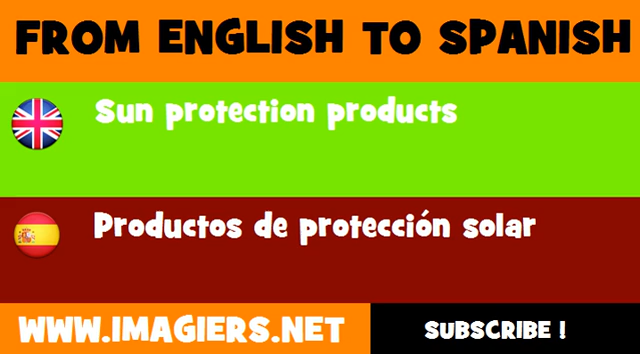 FROM ENGLISH TO SPANISH
Sun protection products
Productos de protección solar
WWW.IMAGIERS.NET
SUBSCRIBE !